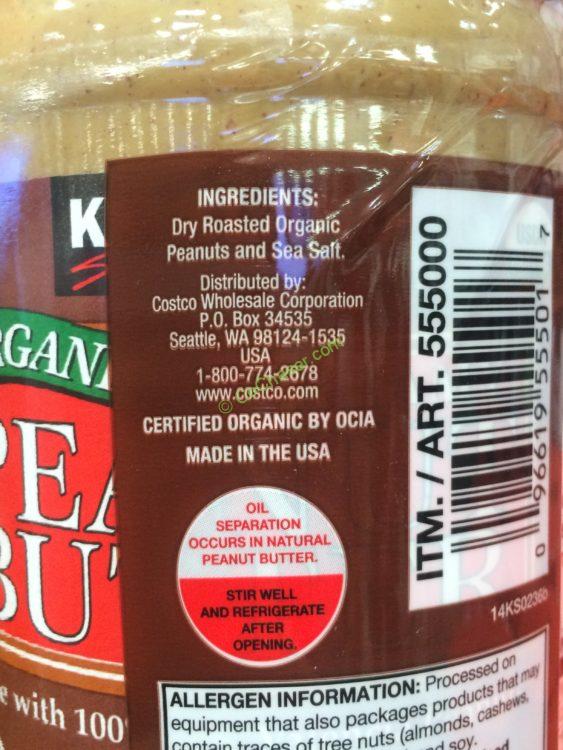 INGREDIENTS:
Dry Roasted Organic
Peanuts and Sea Salt.
Distributed by:
Costco Wholesale Corporation
P.O. Box 34535
Seattle, WA 98124-1535
USA
1-800-774-2678
www.costco.com
CERTIFIED ORGANIC BY OCIA
MADE IN THE USA
OIL
SEPARATION
OCCURS IN NATURAL
PEANUT BUTTER.
STIR WELL
AND REFRIGERATE
AFTER
OPENING.
ITM. / ART. 555000
0 96619 55501 7
ALLERGEN INFORMATION: Processed on
equipment that also packages products that may
contain traces of tree nuts (almonds, cashews,
soy.
K
RGANI
PEA
BUT
with 100